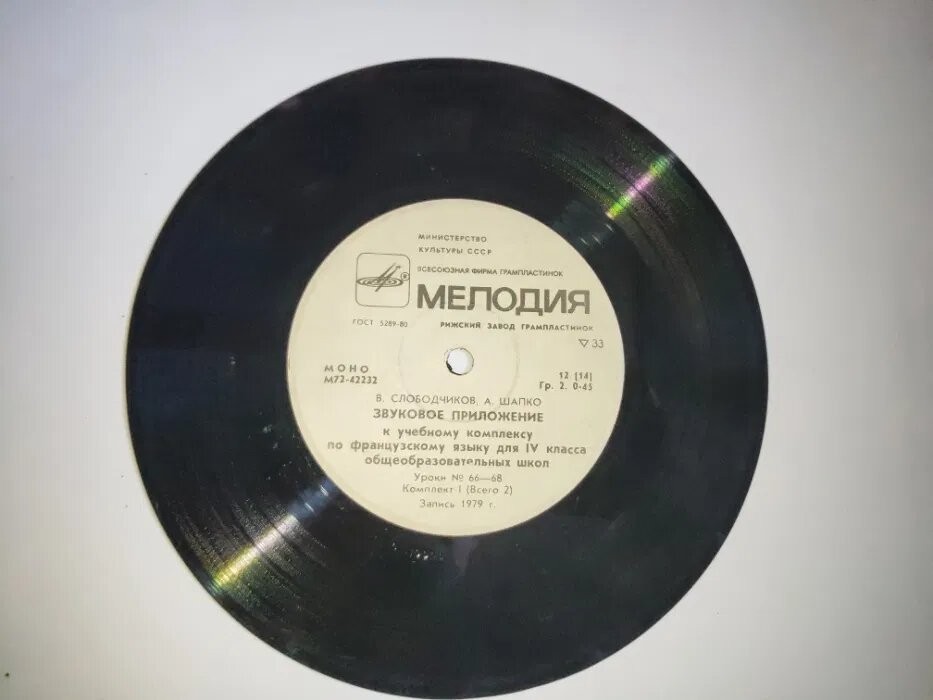 МИНИСТЕРСТВО
КУЛЬТУРЫ СССР
ВСЕСОЮЗНАЯ ФИРМА ГРАМПЛАСТИНОК
®
МЕЛОДИЯ
ГОСТ 5289-80 РИЖСКИЙ ЗАВОД ГРАМПЛАСТИНОК
▽ 33
МОНО 12 [14]
М72-42232 Гр. 2. 0-45
В. СЛОБОДЧИКОВ, А. ШАПКО
ЗВУКОВОЕ ПРИЛОЖЕНИЕ
к учебному комплексу
по французскому языку для IV класса
общеобразовательных школ
Уроки № 66—68
Комплект I (Всего 2)
Запись 1979 г.